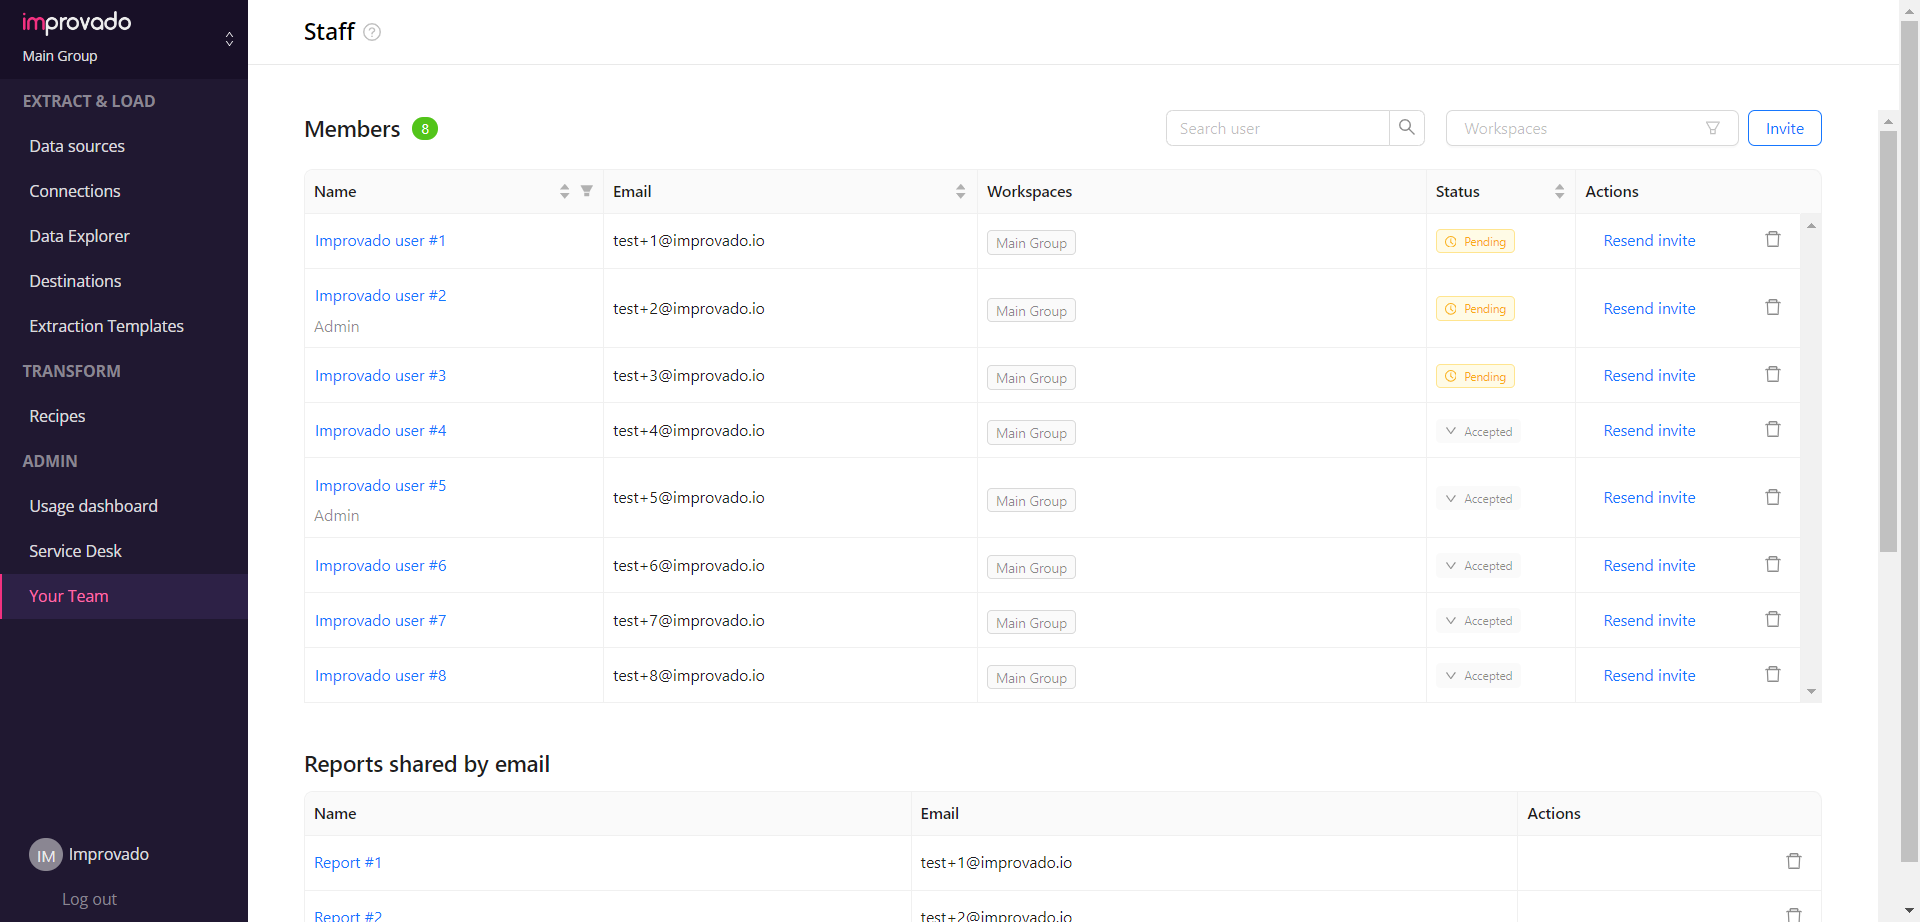 improvado
Main Group
EXTRACT & LOAD
Data sources
Connections
Data Explorer
Destinations
Extraction Templates
TRANSFORM
Recipes
ADMIN
Usage dashboard
Service Desk
Your Team
IM Improvado
Log out
Staff ?
Members 8
Search user
Workspaces
Invite
Name Email Workspaces Status Actions
Improvado user #1 test+1@improvado.io Main Group Pending Resend invite
Improvado user #2 test+2@improvado.io Main Group Pending Resend invite
Admin
Improvado user #3 test+3@improvado.io Main Group Pending Resend invite
Improvado user #4 test+4@improvado.io Main Group Accepted Resend invite
Improvado user #5 test+5@improvado.io Main Group Accepted Resend invite
Admin
Improvado user #6 test+6@improvado.io Main Group Accepted Resend invite
Improvado user #7 test+7@improvado.io Main Group Accepted Resend invite
Improvado user #8 test+8@improvado.io Main Group Accepted Resend invite
Reports shared by email
Name Email Actions
Report #1 test+1@improvado.io
Report #2 test+2@improvado.io